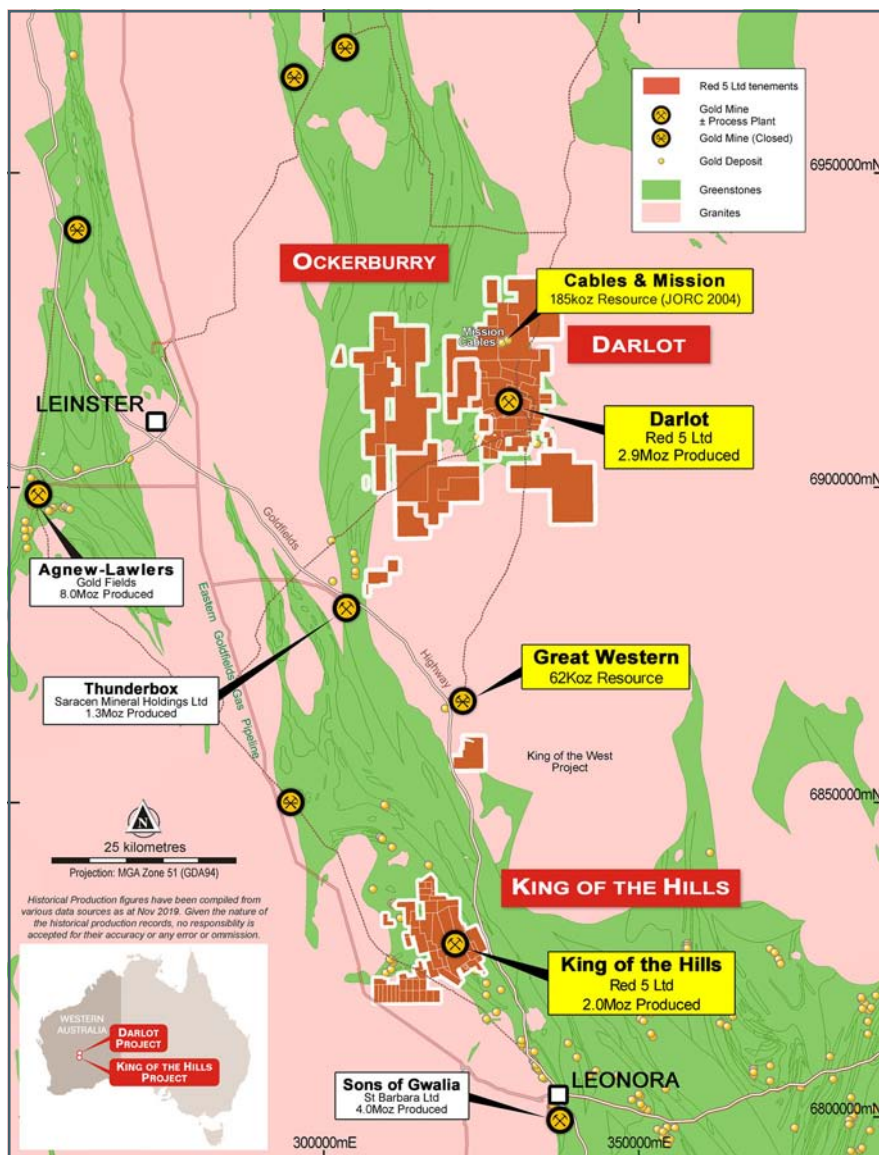 Red 5 Ltd tenements
Gold Mine
± Process Plant
Gold Mine (Closed)
Gold Deposit
Greenstones
Granites
6950000mN
OCKERBURRY
Cables & Mission
185koz Resource (JORC 2004)
Mission
Cables
DARLOT
LEINSTER
Darlot
Red 5 Ltd
2.9Moz Produced
6900000mN
Goldfields
Agnew-Lawlers
Gold Fields
8.0Moz Produced
Eastern Goldfields Gas Pipeline
Highway
Great Western
62Koz Resource
Thunderbox
Saracen Mineral Holdings Ltd
1.3Moz Produced
King of the West
Project
6850000mN
N
25 kilometres
Projection: MGA Zone 51 (GDA94)
KING OF THE HILLS
Historical Production figures have been compiled from
various data sources as at Nov 2019. Given the nature of
the historical production records, no responsiblity is
accepted for their accuracy or any error or ommission.
King of the Hills
Red 5 Ltd
2.0Moz Produced
WESTERN
AUSTRALIA
DARLOT
PROJECT
KING OF THE HILLS
PROJECT
Sons of Gwalia
St Barbara Ltd
4.0Moz Produced
LEONORA
6800000mN
300000mE
350000mE